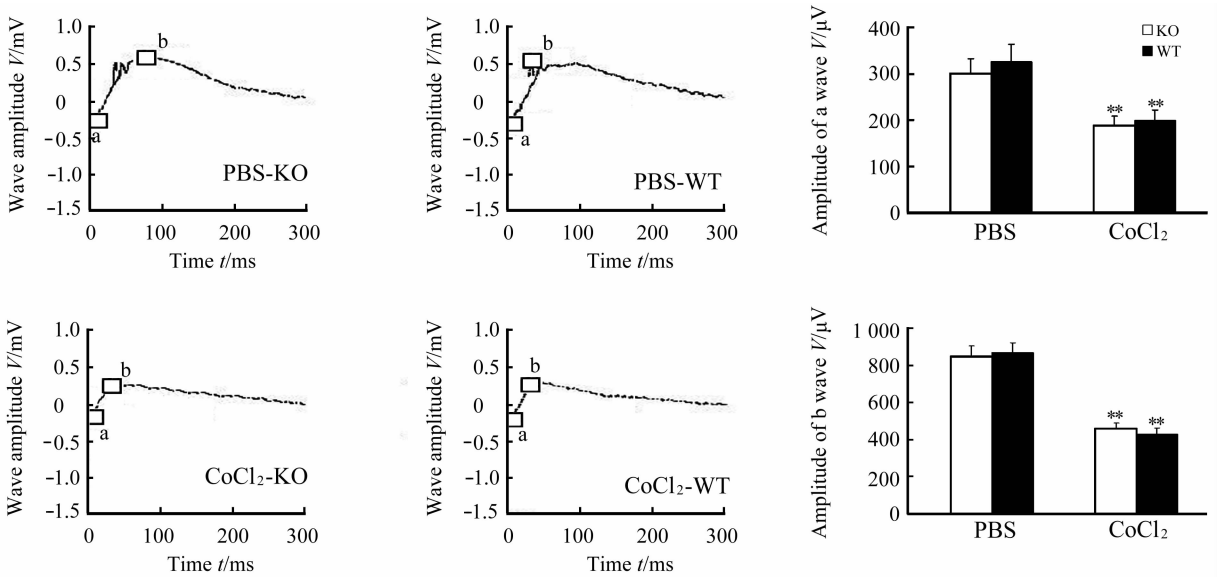 Wave amplitude V/mV
1.0
0.5
0
−0.5
−1.0
−1.5
b
a
PBS-KO
0
100
200
300
Time t/ms
Wave amplitude V/mV
1.0
0.5
0
−0.5
−1.0
−1.5
b
a
PBS-WT
0
100
200
300
Time t/ms
Amplitude of a wave V/μV
400
300
200
100
0
KO
WT
**
**
PBS
CoCl₂
Wave amplitude V/mV
1.0
0.5
0
−0.5
−1.0
−1.5
b
a
CoCl₂-KO
0
100
200
300
Time t/ms
Wave amplitude V/mV
1.0
0.5
0
−0.5
−1.0
−1.5
b
a
CoCl₂-WT
0
100
200
300
Time t/ms
Amplitude of b wave V/μV
1 000
800
600
400
200
0
**
**
PBS
CoCl₂